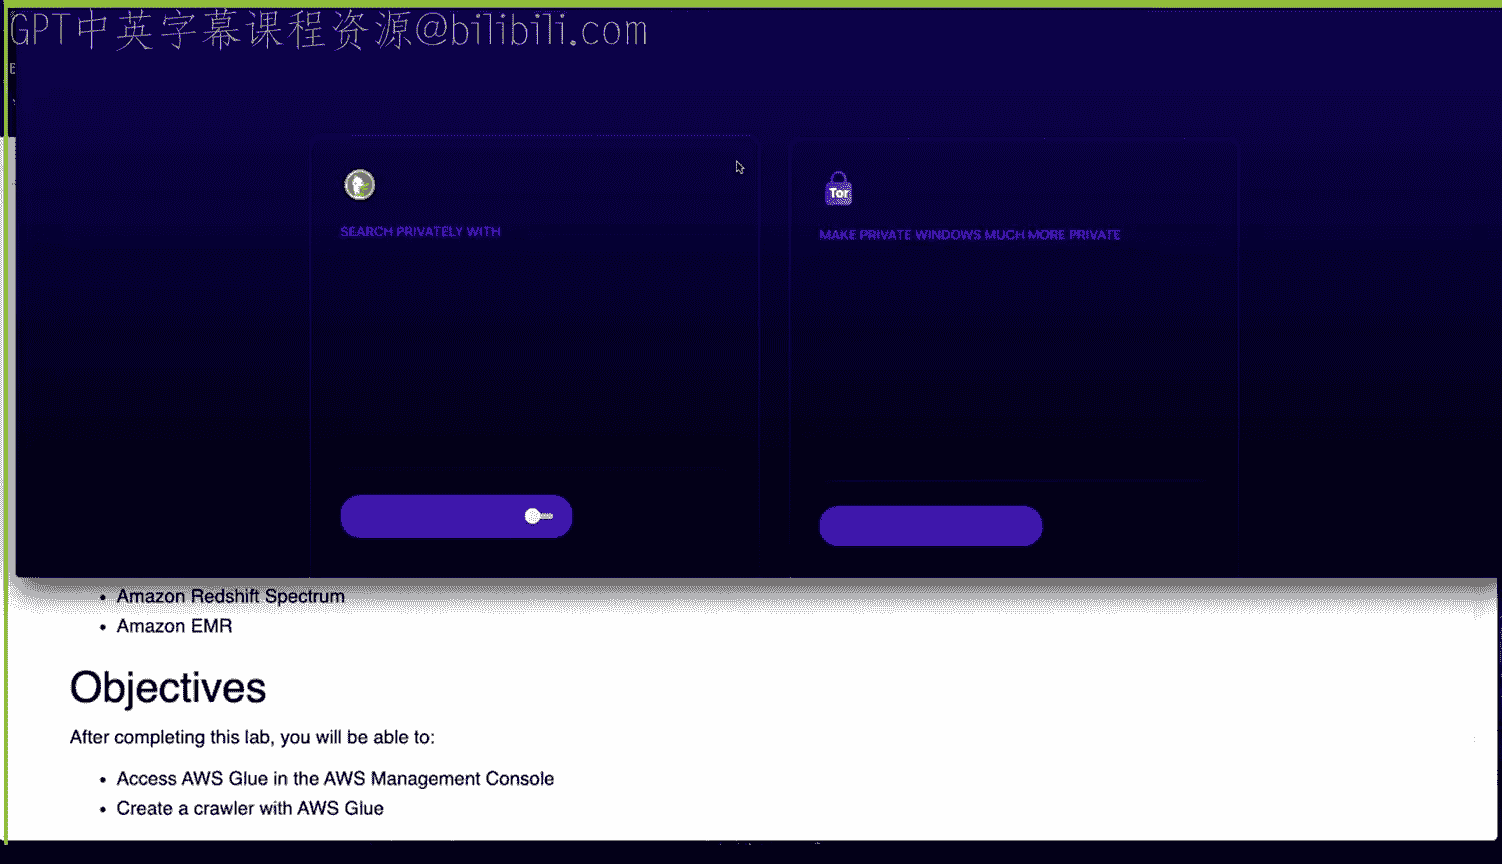 GPT中英字幕课程资源@bilibili.com
SEARCH PRIVATELY WITH
Tor
MAKE PRIVATE WINDOWS MUCH MORE PRIVATE
• Amazon Redshift Spectrum
• Amazon EMR
Objectives
After completing this lab, you will be able to:
• Access AWS Glue in the AWS Management Console
• Create a crawler with AWS Glue